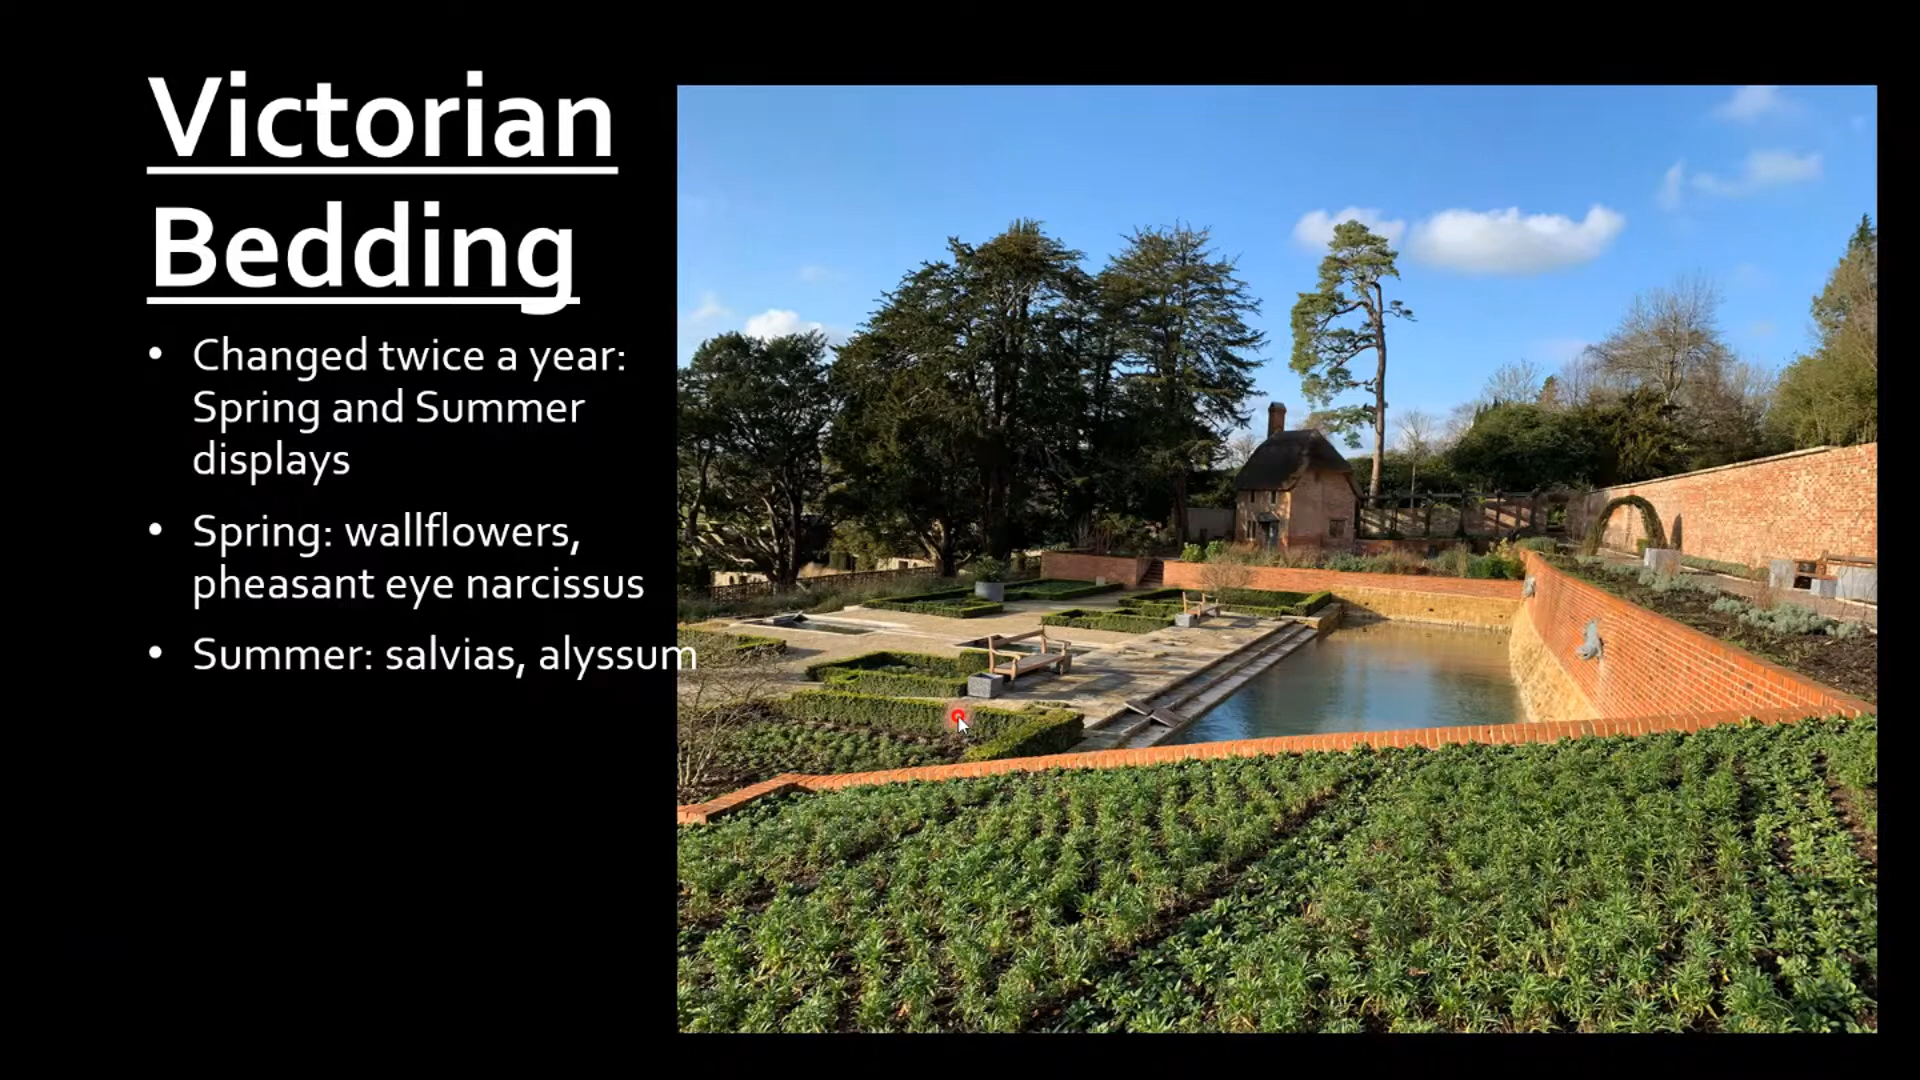 Victorian
Bedding
• Changed twice a year:
Spring and Summer
displays
• Spring: wallflowers,
pheasant eye narcissus
• Summer: salvias, alyssum